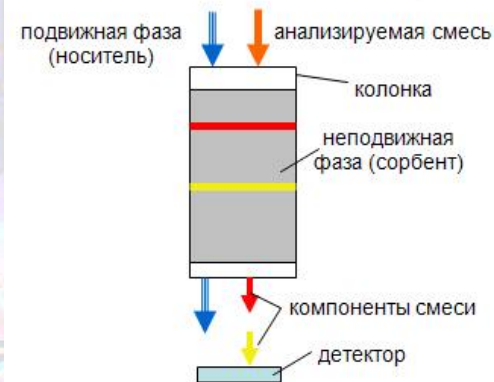 подвижная фаза
(носитель)
анализируемая смесь
колонка
неподвижная
фаза (сорбент)
компоненты смеси
детектор